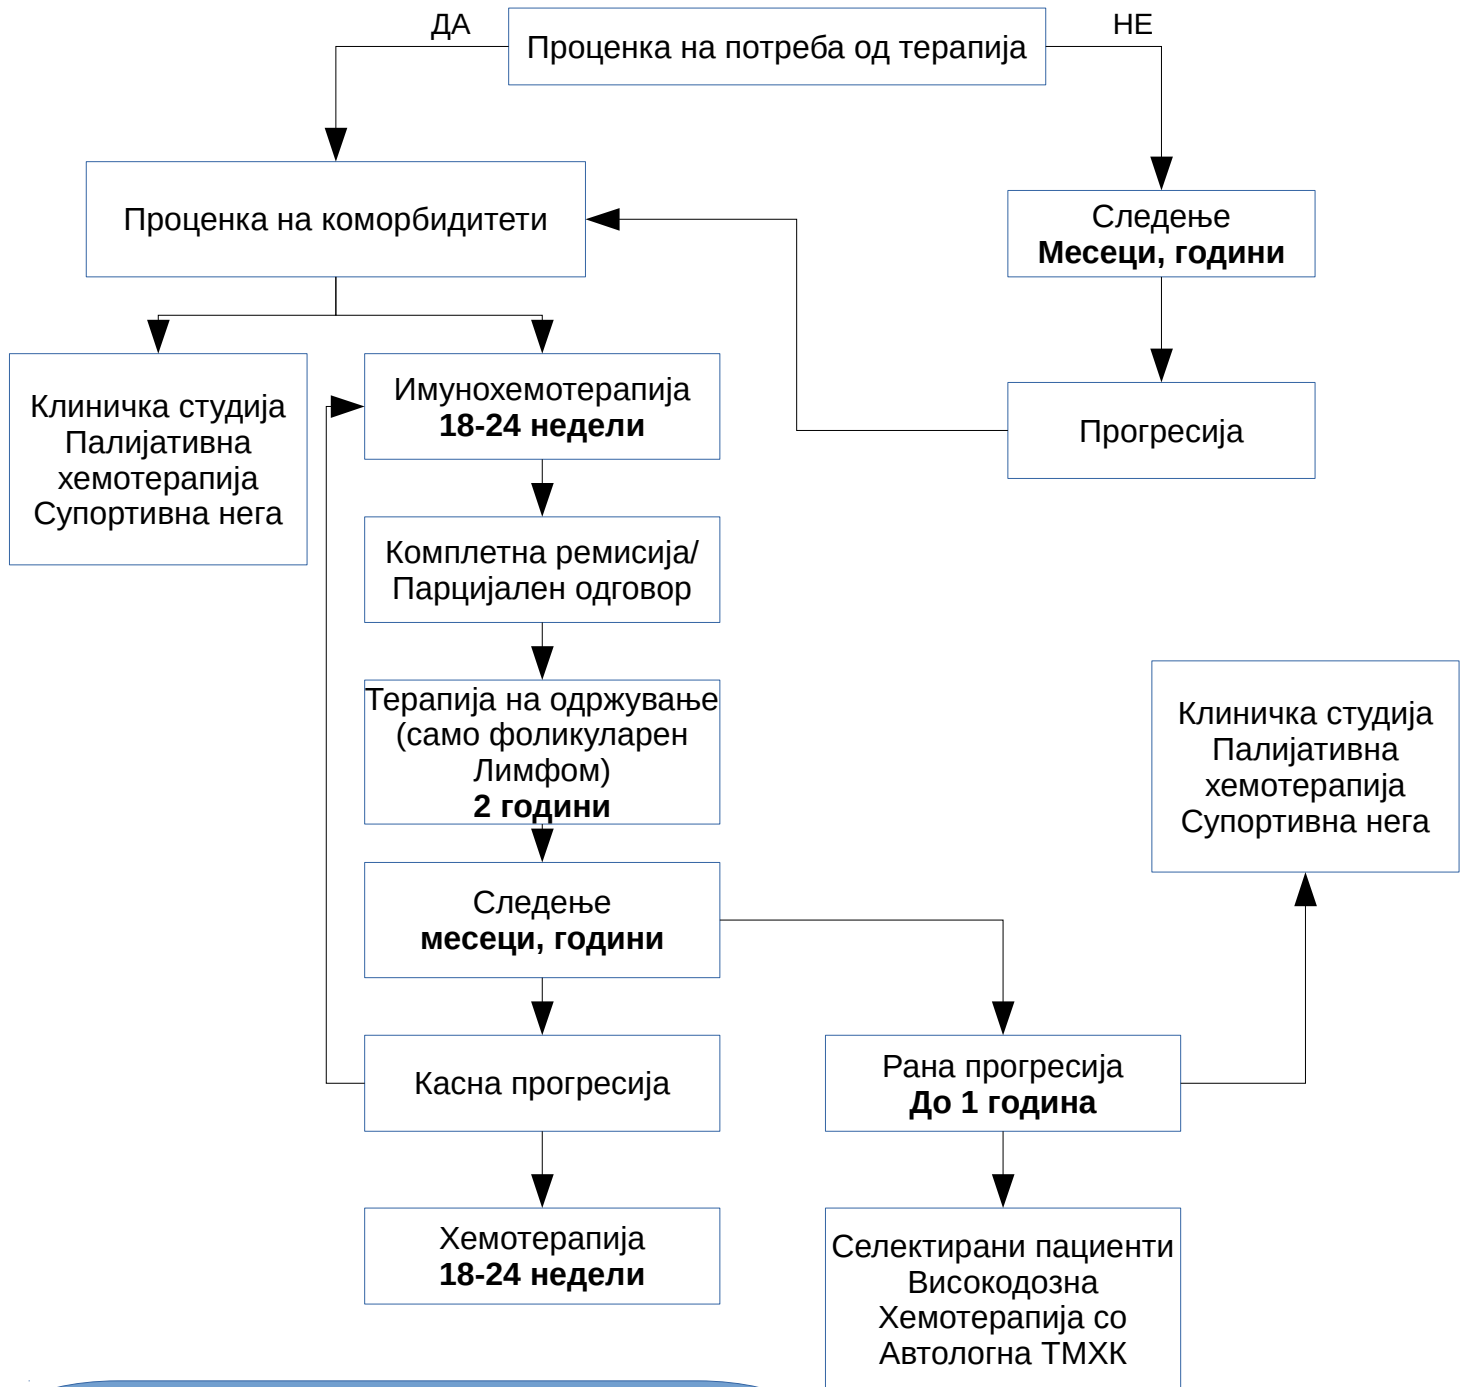 ДА
НЕ
Проценка на потреба од терапија
Проценка на коморбидитети
Следење
Месеци, години
Клиничка студија
Палијативна
хемотерапија
Супортивна нега
Имунохемотерапија
18-24 недели
Прогресија
Комплетна ремисија/
Парцијален одговор
Терапија на одржување
(само фоликуларен
Лимфом)
2 години
Клиничка студија
Палијативна
хемотерапија
Супортивна нега
Следење
месеци, години
Касна прогресија
Рана прогресија
До 1 година
Хемотерапија
18-24 недели
Селектирани пациенти
Високодозна
Хемотерапија со
Автологна ТМХК